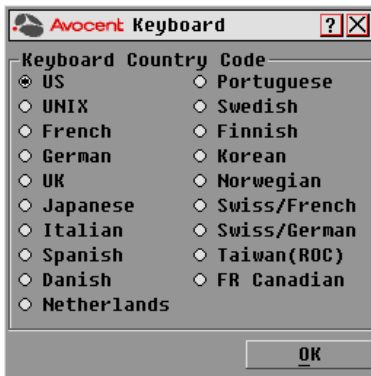 Avocent Keyboard ? X
Keyboard Country Code
US
UNIX
French
German
UK
Japanese
Italian
Spanish
Danish
Netherlands
Portuguese
Swedish
Finnish
Korean
Norwegian
Swiss/French
Swiss/German
Taiwan(ROC)
FR Canadian
OK